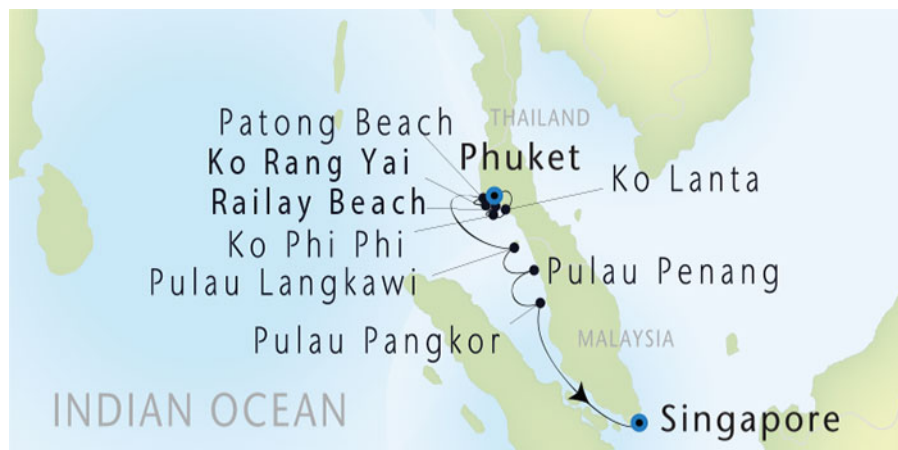 Patong Beach
THAILAND
Ko Rang Yai
Phuket
Ko Lanta
Railay Beach
Ko Phi Phi
Pulau Langkawi
Pulau Penang
Pulau Pangkor
MALAYSIA
INDIAN OCEAN
Singapore